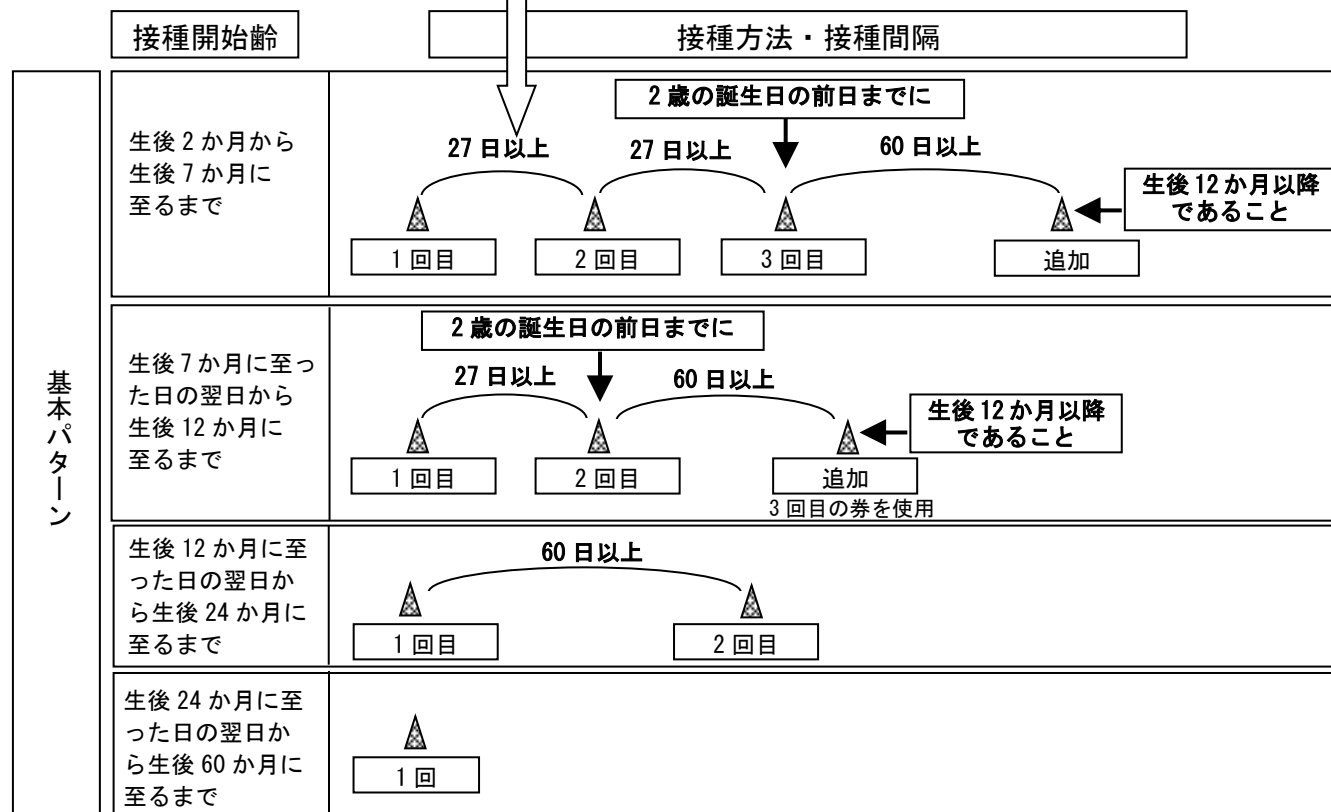 接種開始齢
接種方法・接種間隔
基本パターン
生後2か月から
生後7か月に
至るまで
2歳の誕生日の前日までに
27日以上
27日以上
60日以上
生後12か月以降
であること
1回目
2回目
3回目
追加
生後7か月に至っ
た日の翌日から
生後12か月に
至るまで
2歳の誕生日の前日までに
27日以上
60日以上
生後12か月以降
であること
1回目
2回目
追加
3回目の券を使用
生後12か月に至
った日の翌日か
ら生後24か月に
至るまで
60日以上
1回目
2回目
生後24か月に至
った日の翌日か
ら生後60か月に
至るまで
1回